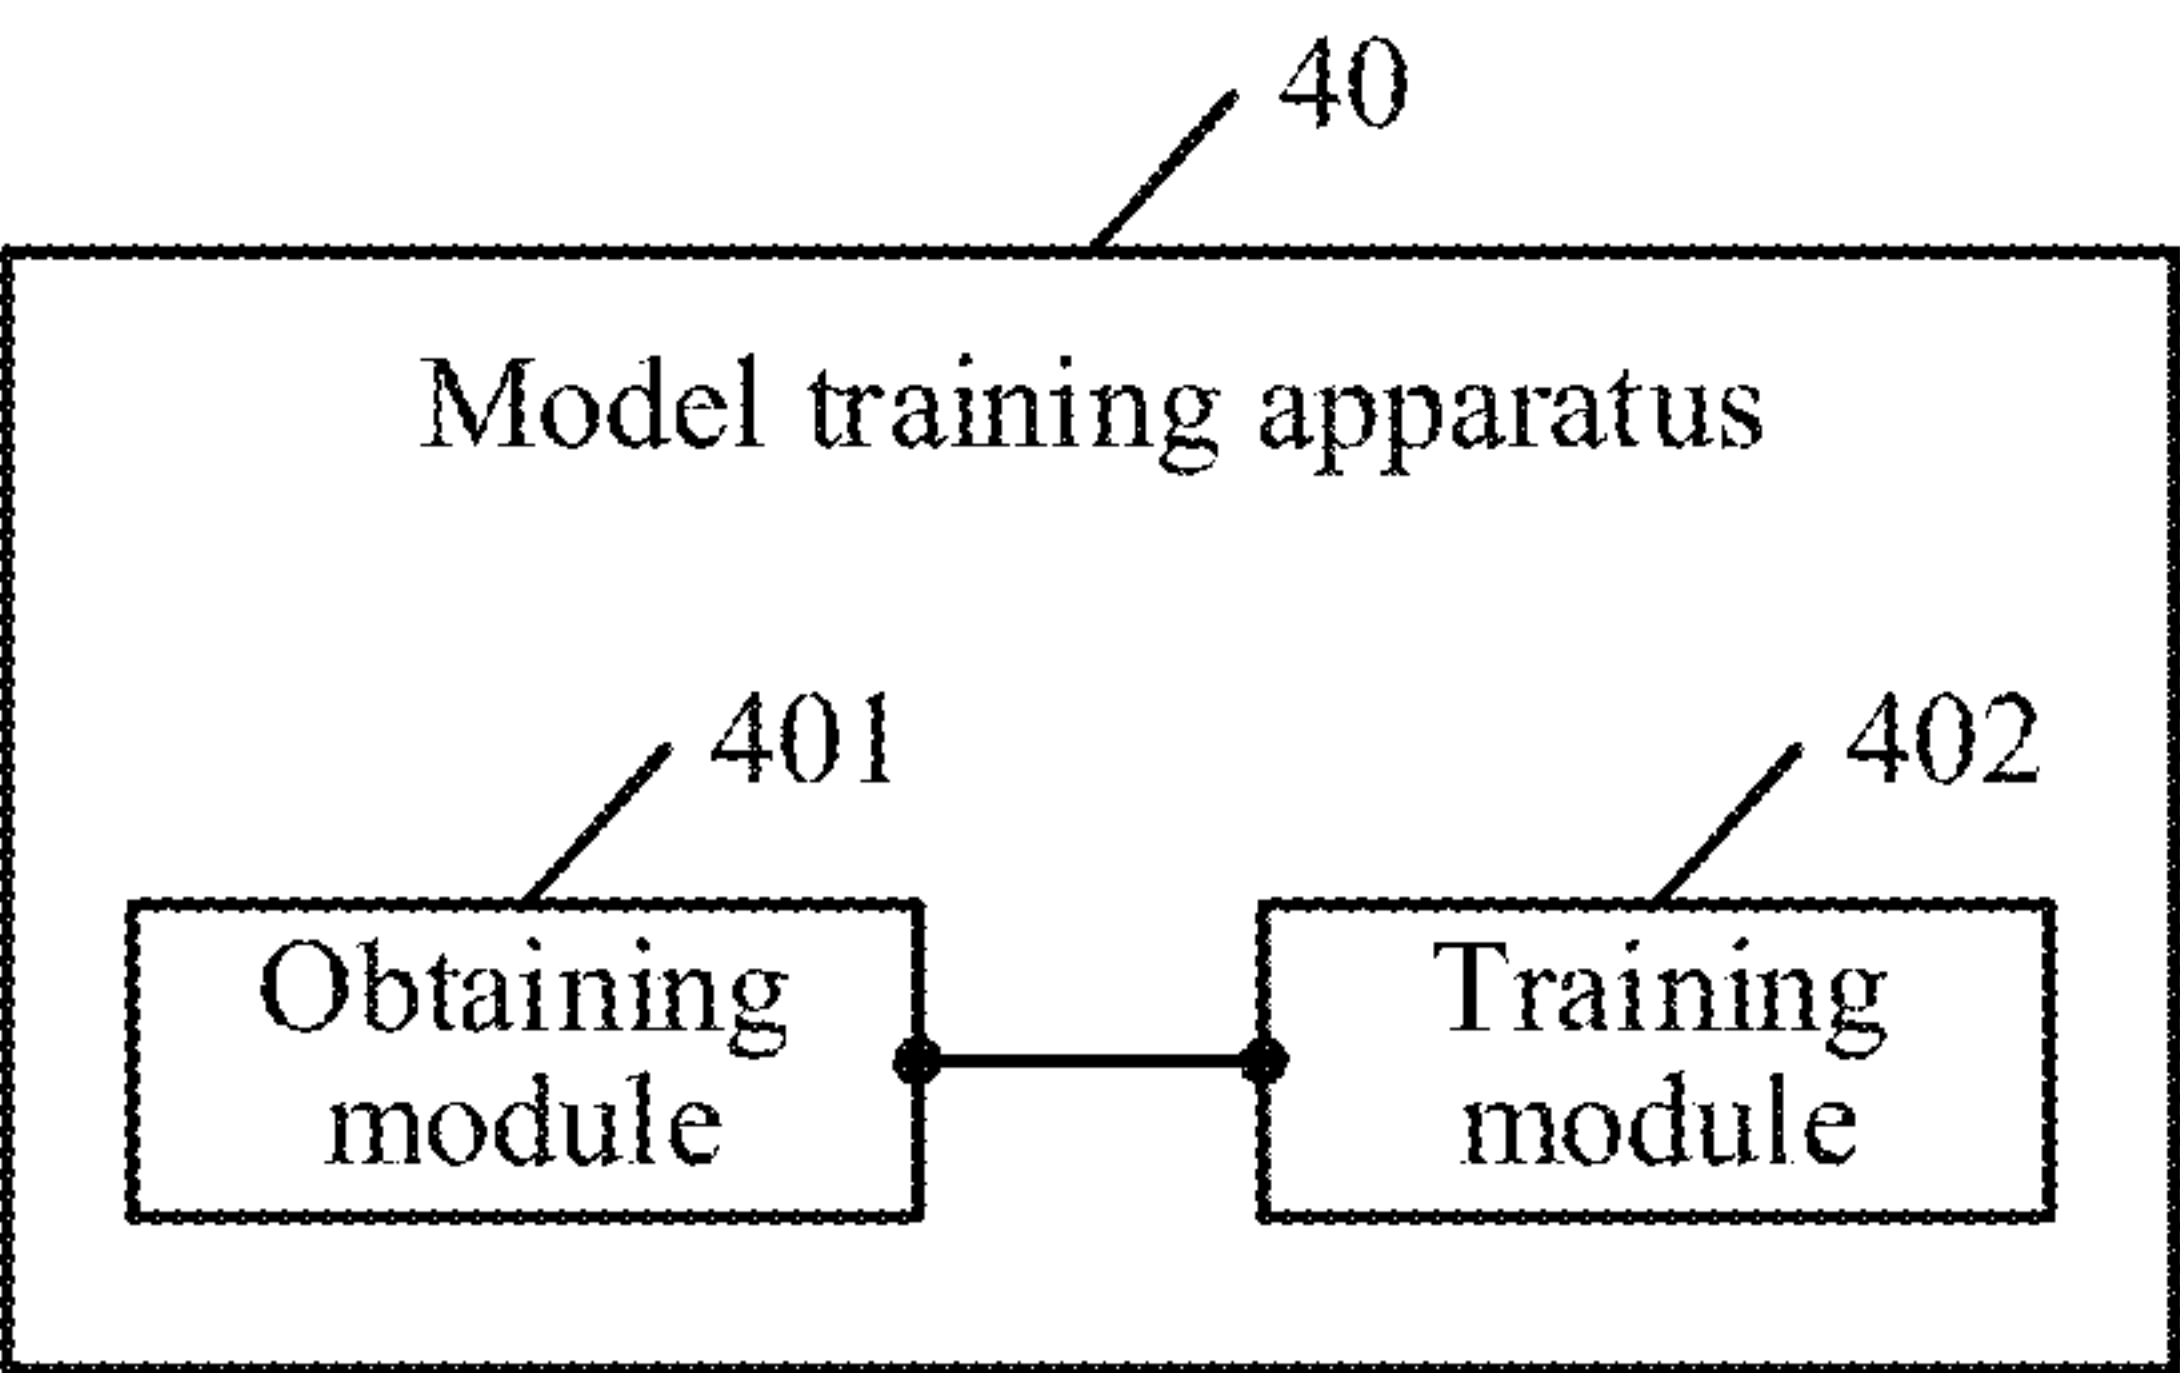 40
Model training apparatus
401
402
Obtaining
module
Training
module